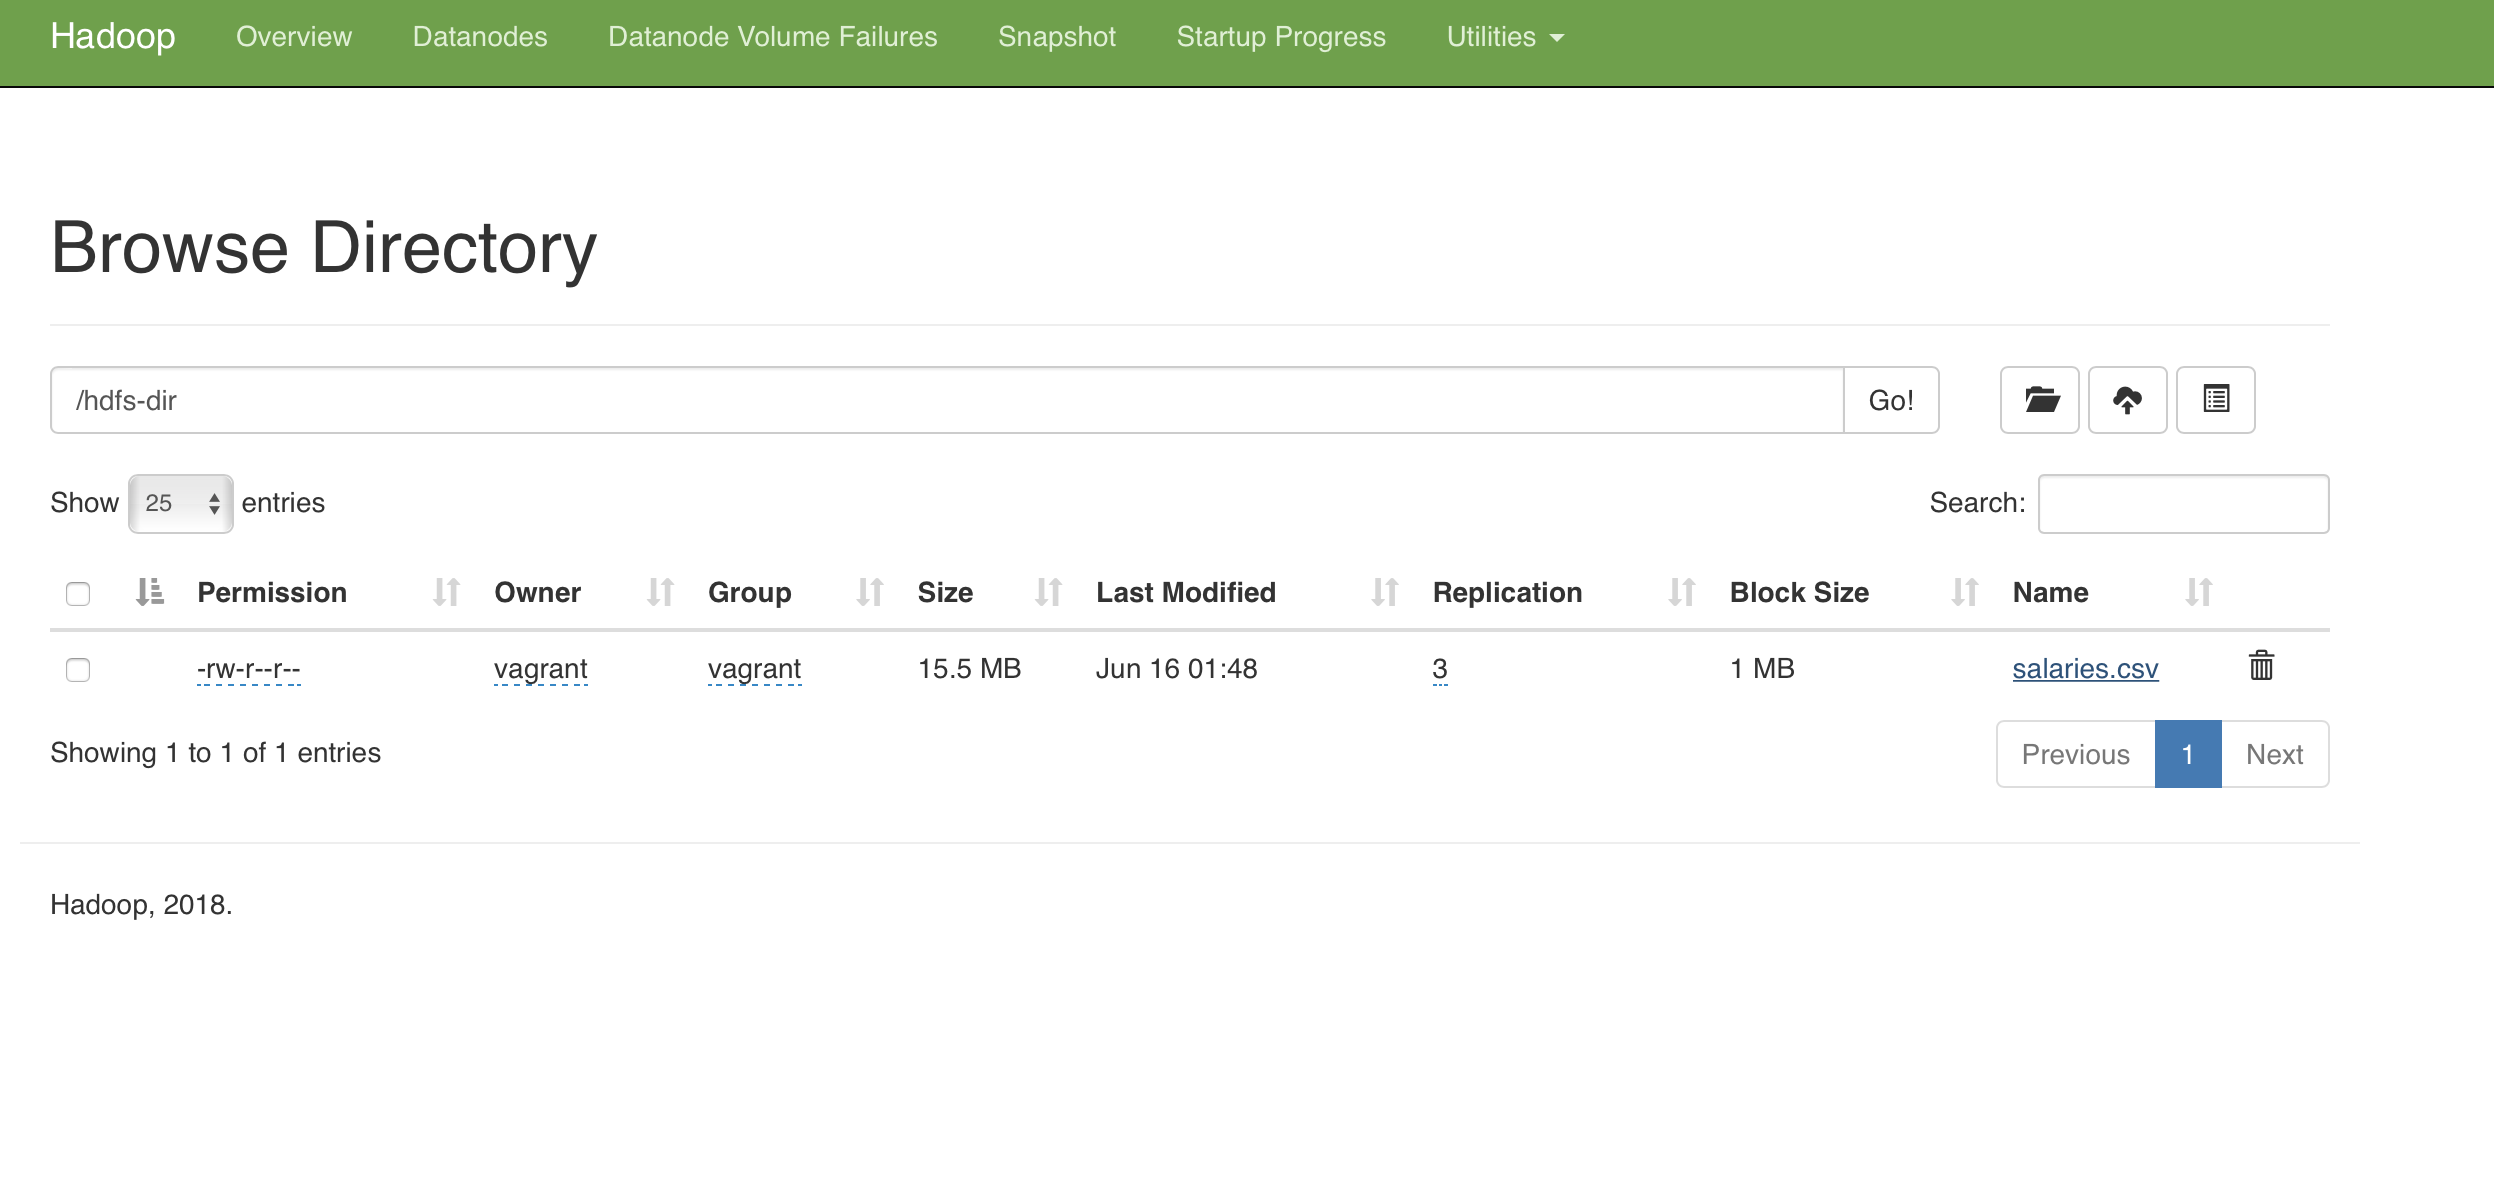 Hadoop Overview Datanodes Datanode Volume Failures Snapshot Startup Progress Utilities
Browse Directory
/hdfs-dir Go!
Show 25 entries Search:
Permission Owner Group Size Last Modified Replication Block Size Name
-rw-r--r-- vagrant vagrant 15.5 MB Jun 16 01:48 3 1 MB salaries.csv
Showing 1 to 1 of 1 entries Previous 1 Next
Hadoop, 2018.